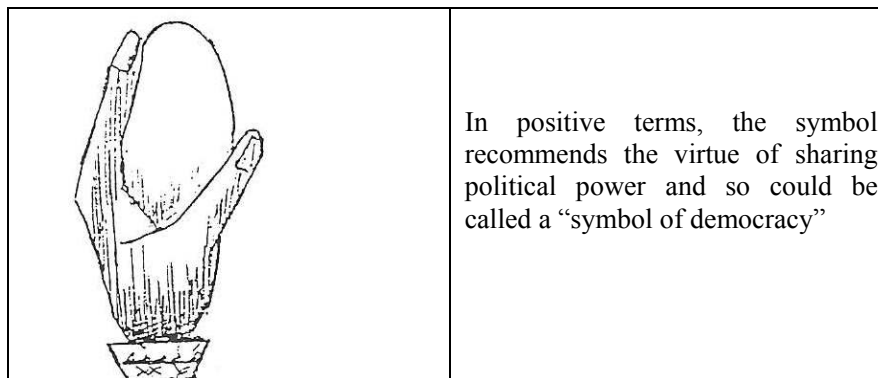 In positive terms, the symbol
recommends the virtue of sharing
political power and so could be
called a “symbol of democracy”